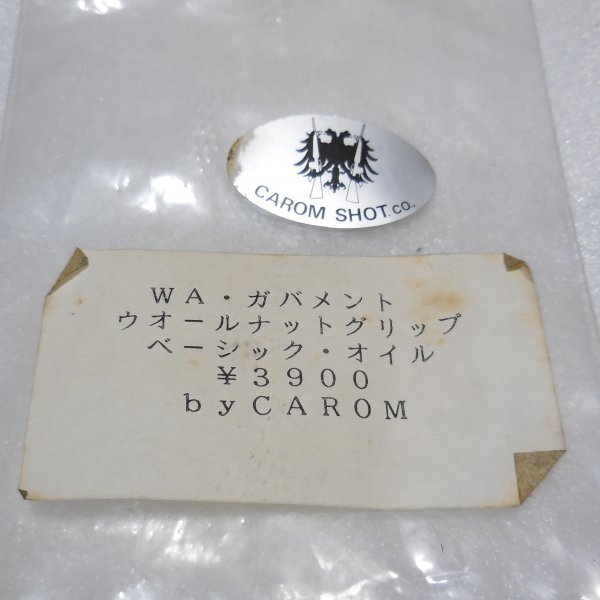 CAROM SHOT.CO.
WA・ガバメント
ウオールナットグリップ
ベーシック・オイル
¥3900
byCAROM